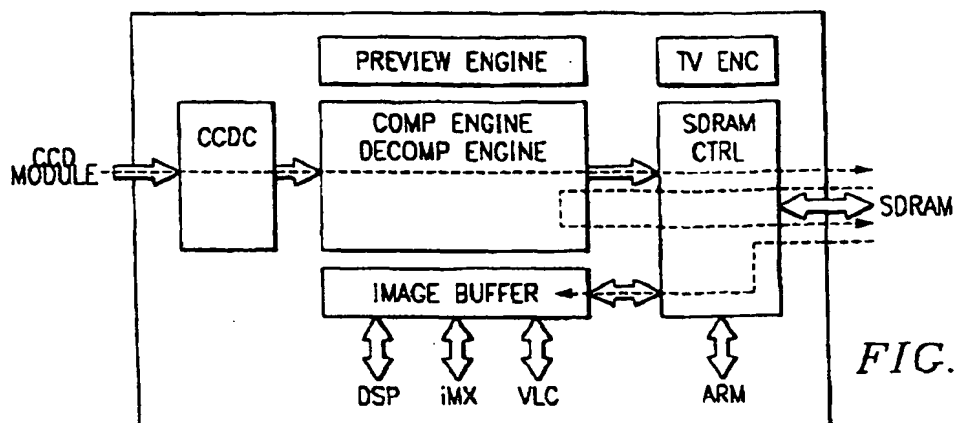 PREVIEW ENGINE
TV ENC
CCDC
COMP ENGINE
DECOMP ENGINE
SDRAM
CTRL
CCD
MODULE
SDRAM
IMAGE BUFFER
DSP
iMX
VLC
ARM
FIG.